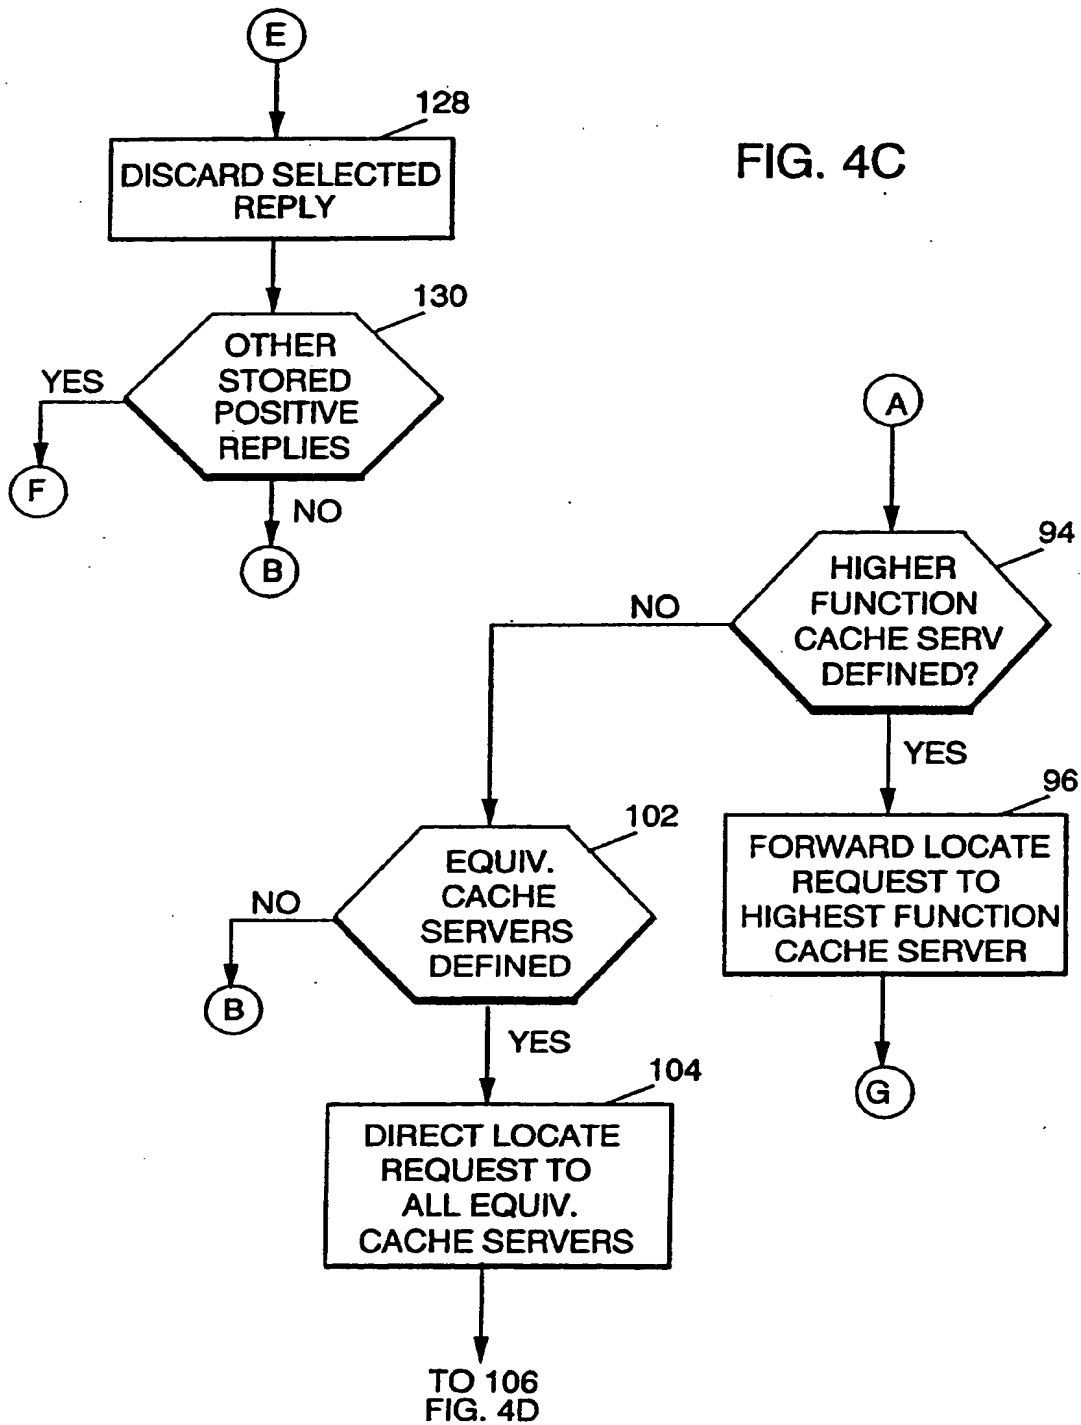 E
128
DISCARD SELECTED
REPLY
FIG. 4C
130
OTHER
STORED
POSITIVE
REPLIES
YES
F
NO
B
A
94
HIGHER
FUNCTION
CACHE SERV
DEFINED?
NO
YES
96
FORWARD LOCATE
REQUEST TO
HIGHEST FUNCTION
CACHE SERVER
G
102
EQUIV.
CACHE
SERVERS
DEFINED
NO
B
YES
104
DIRECT LOCATE
REQUEST TO
ALL EQUIV.
CACHE SERVERS
TO 106
FIG. 4D